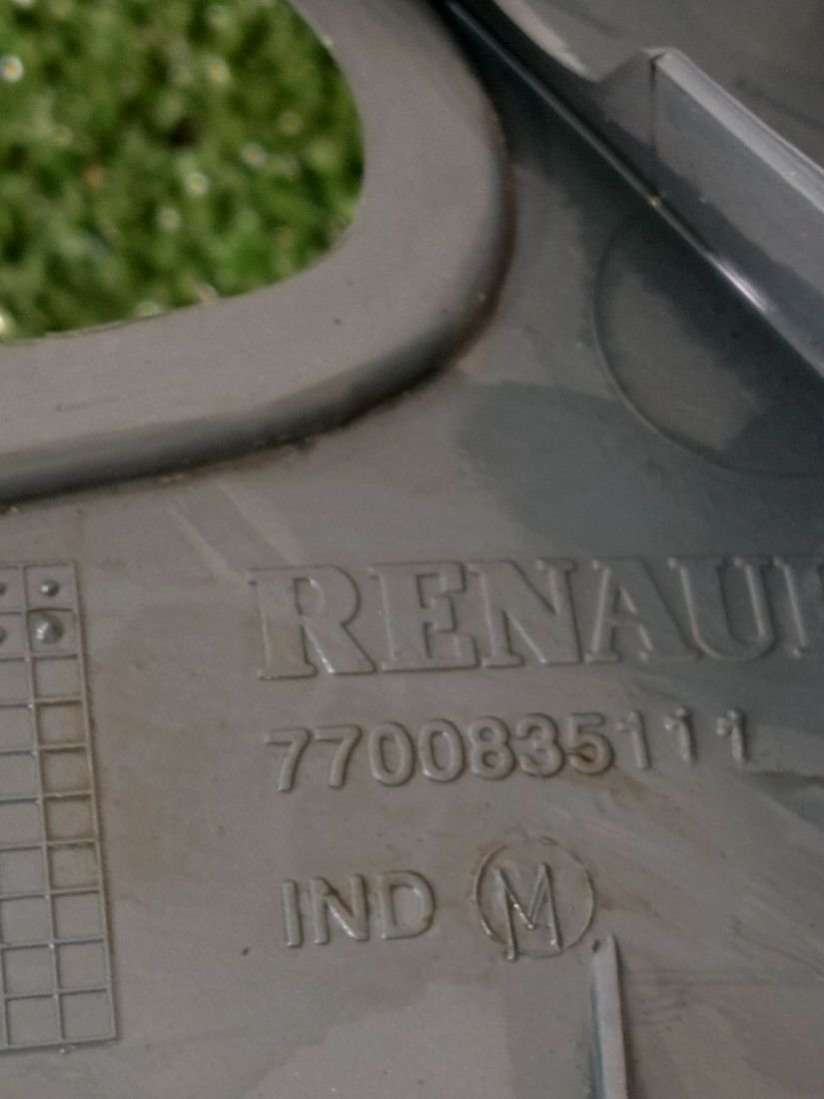 RENAU
7700835111
IND M